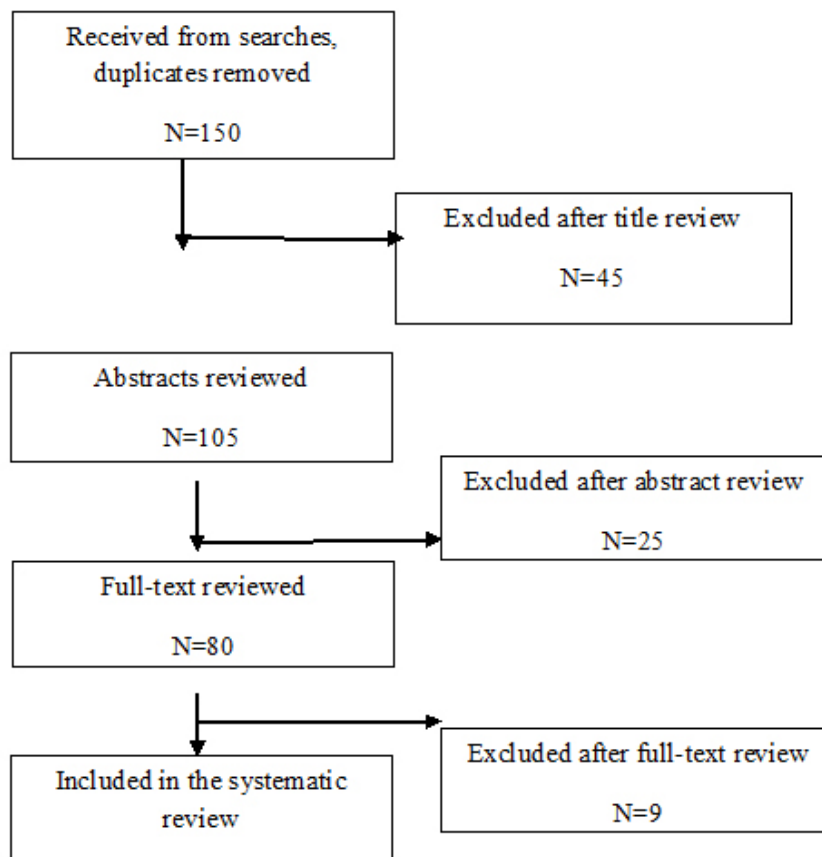 Received from searches,
duplicates removed
N=150
Excluded after title review
N=45
Abstracts reviewed
N=105
Excluded after abstract review
N=25
Full-text reviewed
N=80
Excluded after full-text review
N=9
Included in the systematic
review